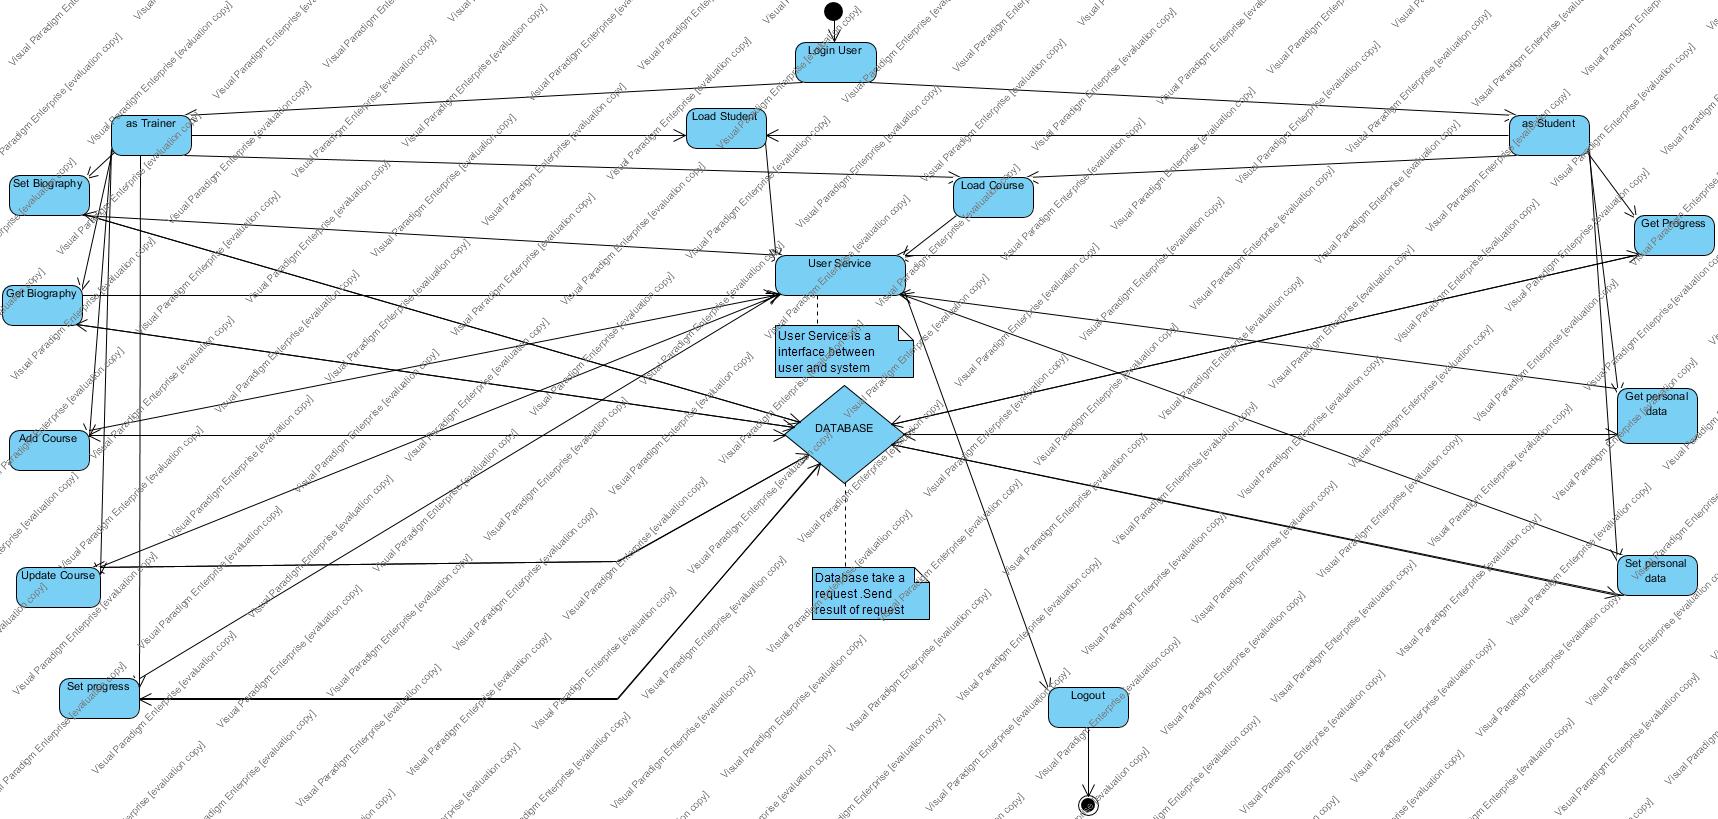 Login User
as Trainer
Load Student
as Student
Set Biography
Load Course
Get Progress
User Service
Get Biography
User Service is a
interface between
user and system
Get personal
data
DATABASE
Add Course
Update Course
Database take a
request .Send
result of request
Set personal
data
Set progress
Logout
Visual Paradigm Enterprise [evaluation copy]